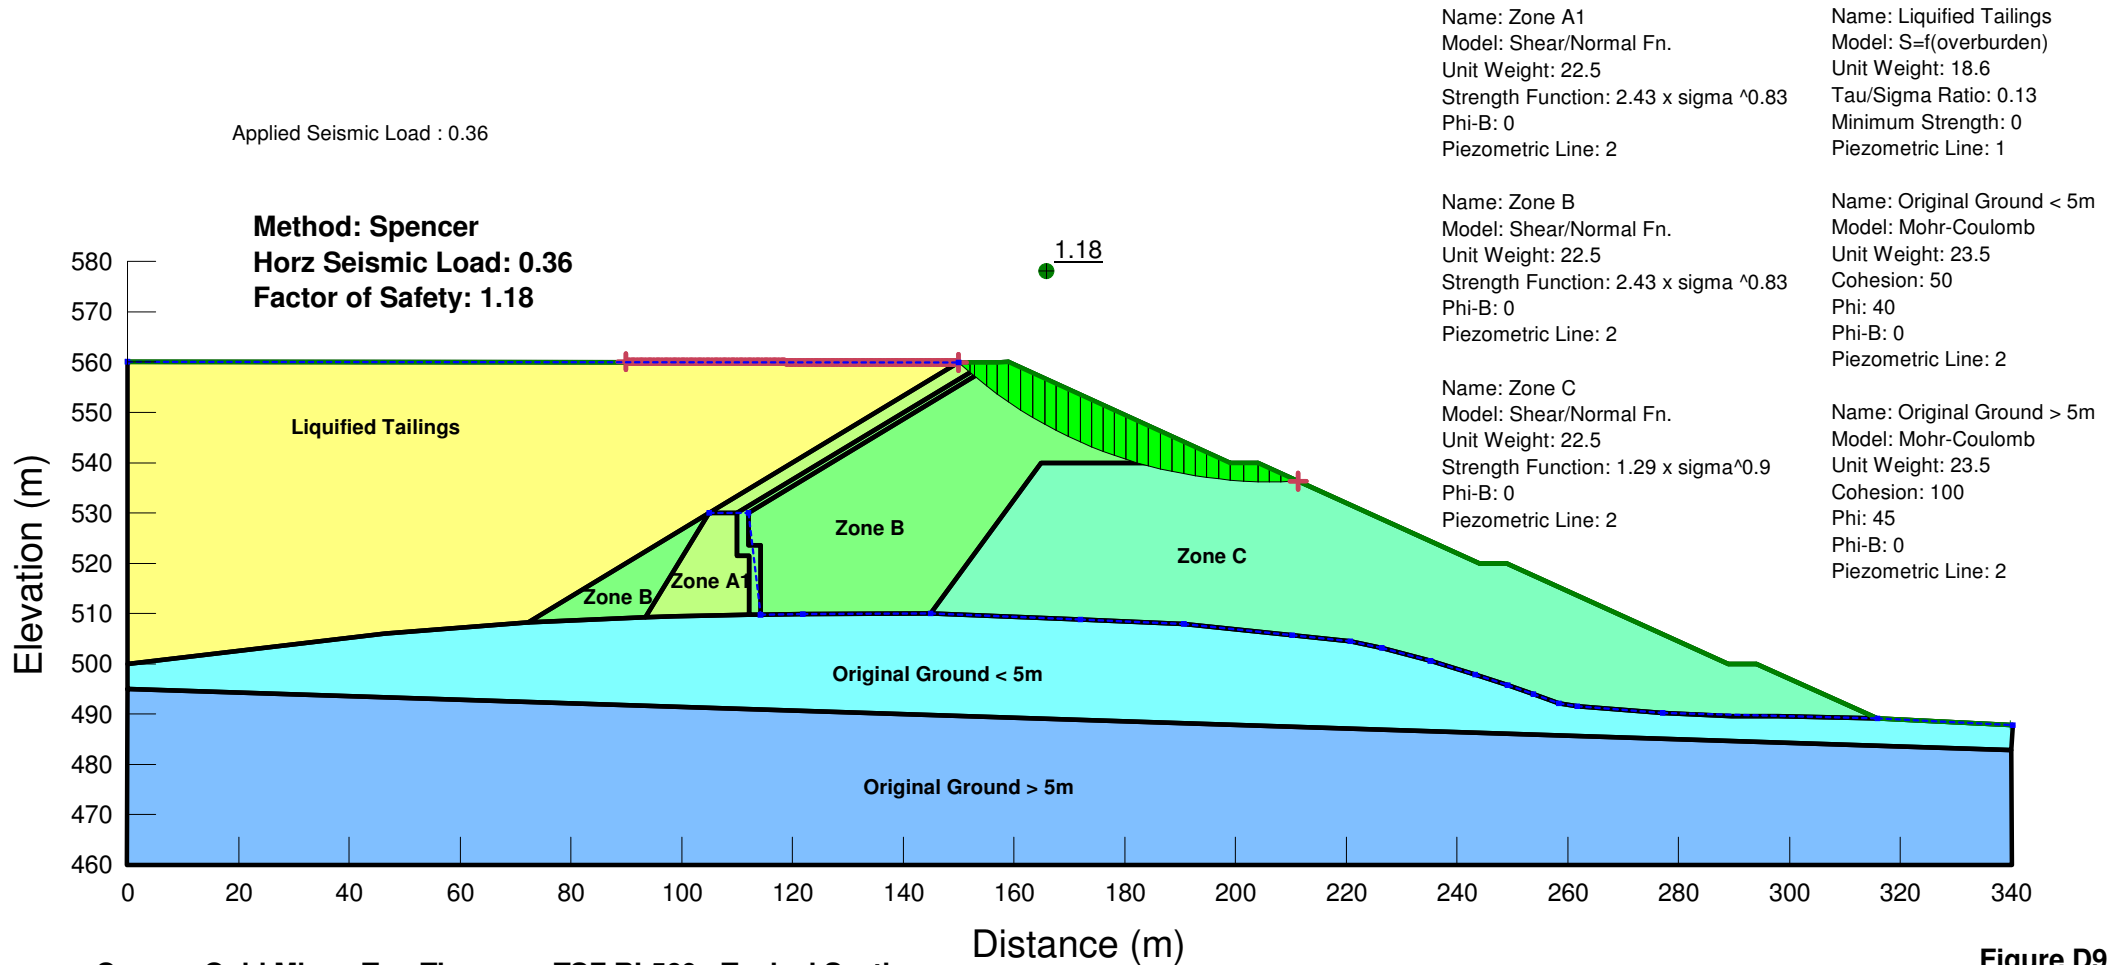 Name: Zone A1
Model: Shear/Normal Fn.
Unit Weight: 22.5
Strength Function: 2.43 x sigma ^0.83
Phi-B: 0
Piezometric Line: 2
Name: Zone B
Model: Shear/Normal Fn.
Unit Weight: 22.5
Strength Function: 2.43 x sigma ^0.83
Phi-B: 0
Piezometric Line: 2
Name: Zone C
Model: Shear/Normal Fn.
Unit Weight: 22.5
Strength Function: 1.29 x sigma^0.9
Phi-B: 0
Piezometric Line: 2
Name: Liquified Tailings
Model: S=f(overburden)
Unit Weight: 18.6
Tau/Sigma Ratio: 0.13
Minimum Strength: 0
Piezometric Line: 1
Name: Original Ground < 5m
Model: Mohr-Coulomb
Unit Weight: 23.5
Cohesion: 50
Phi: 40
Phi-B: 0
Piezometric Line: 2
Name: Original Ground > 5m
Model: Mohr-Coulomb
Unit Weight: 23.5
Cohesion: 100
Phi: 45
Phi-B: 0
Piezometric Line: 2
Applied Seismic Load : 0.36
Method: Spencer
Horz Seismic Load: 0.36
Factor of Safety: 1.18
1.18
580
570
560
550
540
530
520
510
500
490
480
470
460
Elevation (m)
Liquified Tailings
Zone B
Zone A1
Zone B
Zone C
Original Ground < 5m
Original Ground > 5m
0 20 40 60 80 100 120 140 160 180 200 220 240 260 280 300 320 340
Distance (m)
Figure D9